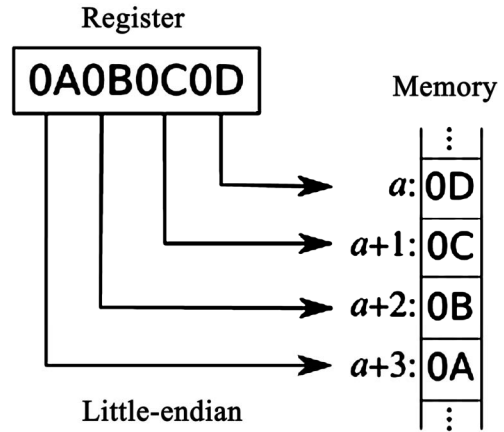 Register
0A0B0C0D
Memory
⋮
a: 0D
a+1: 0C
a+2: 0B
a+3: 0A
⋮
Little-endian